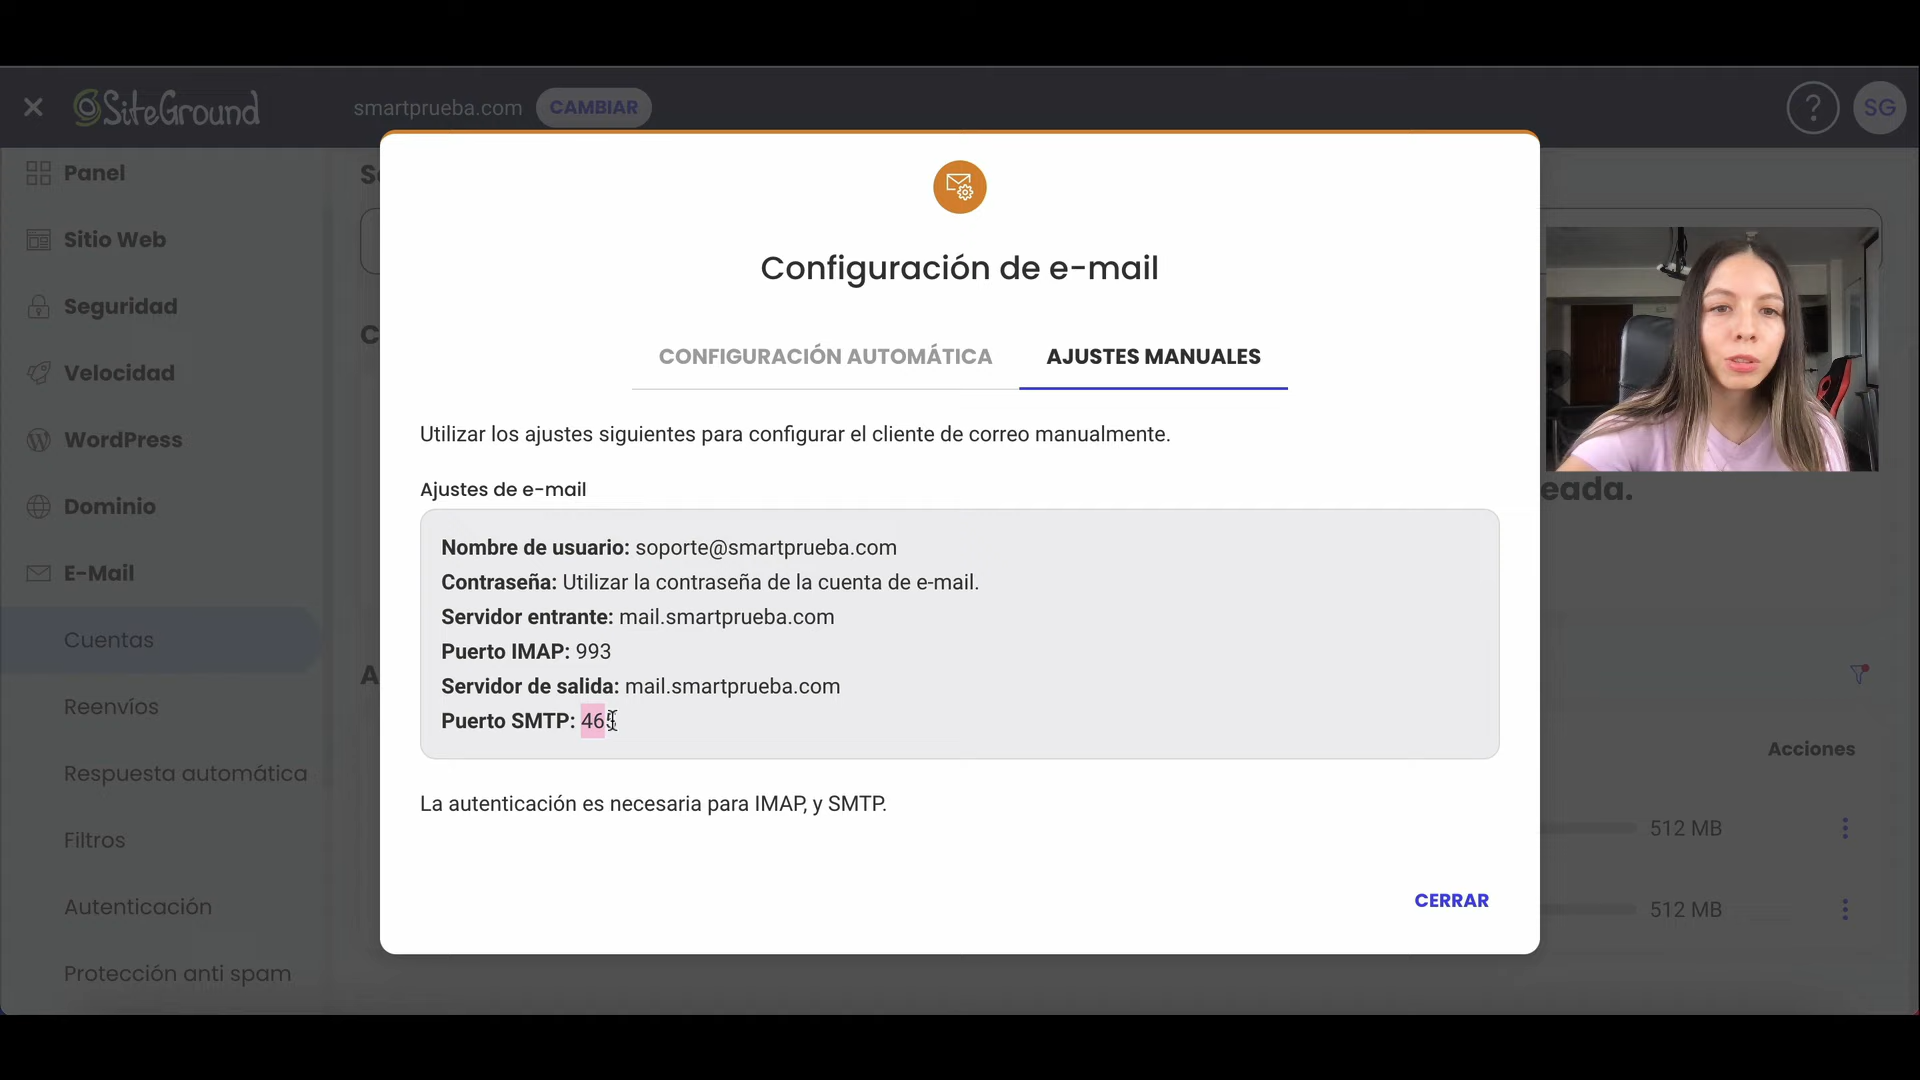 SiteGround
smartprueba.com CAMBIAR
? SG
Panel
Sitio Web
Seguridad
Velocidad
WordPress
Dominio
E-Mail
Cuentas
Reenvíos
Respuesta automática
Filtros
Autenticación
Protección anti spam
Configuración de e-mail
CONFIGURACIÓN AUTOMÁTICA AJUSTES MANUALES
Utilizar los ajustes siguientes para configurar el cliente de correo manualmente.
Ajustes de e-mail
Nombre de usuario: soporte@smartprueba.com
Contraseña: Utilizar la contraseña de la cuenta de e-mail.
Servidor entrante: mail.smartprueba.com
Puerto IMAP: 993
Servidor de salida: mail.smartprueba.com
Puerto SMTP: 465
La autenticación es necesaria para IMAP, y SMTP.
CERRAR
eada.
Acciones
512 MB
512 MB